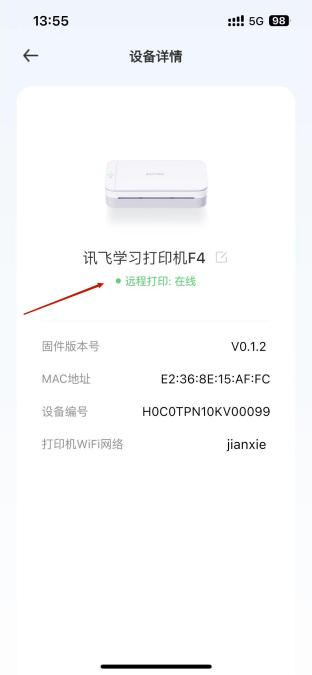 13:55
5G 98
设备详情
讯飞学习打印机F4
远程打印: 在线
固件版本号 V0.1.2
MAC地址 E2:36:8E:15:AF:FC
设备编号 H0C0TPN10KV00099
打印机WiFi网络 jianxie